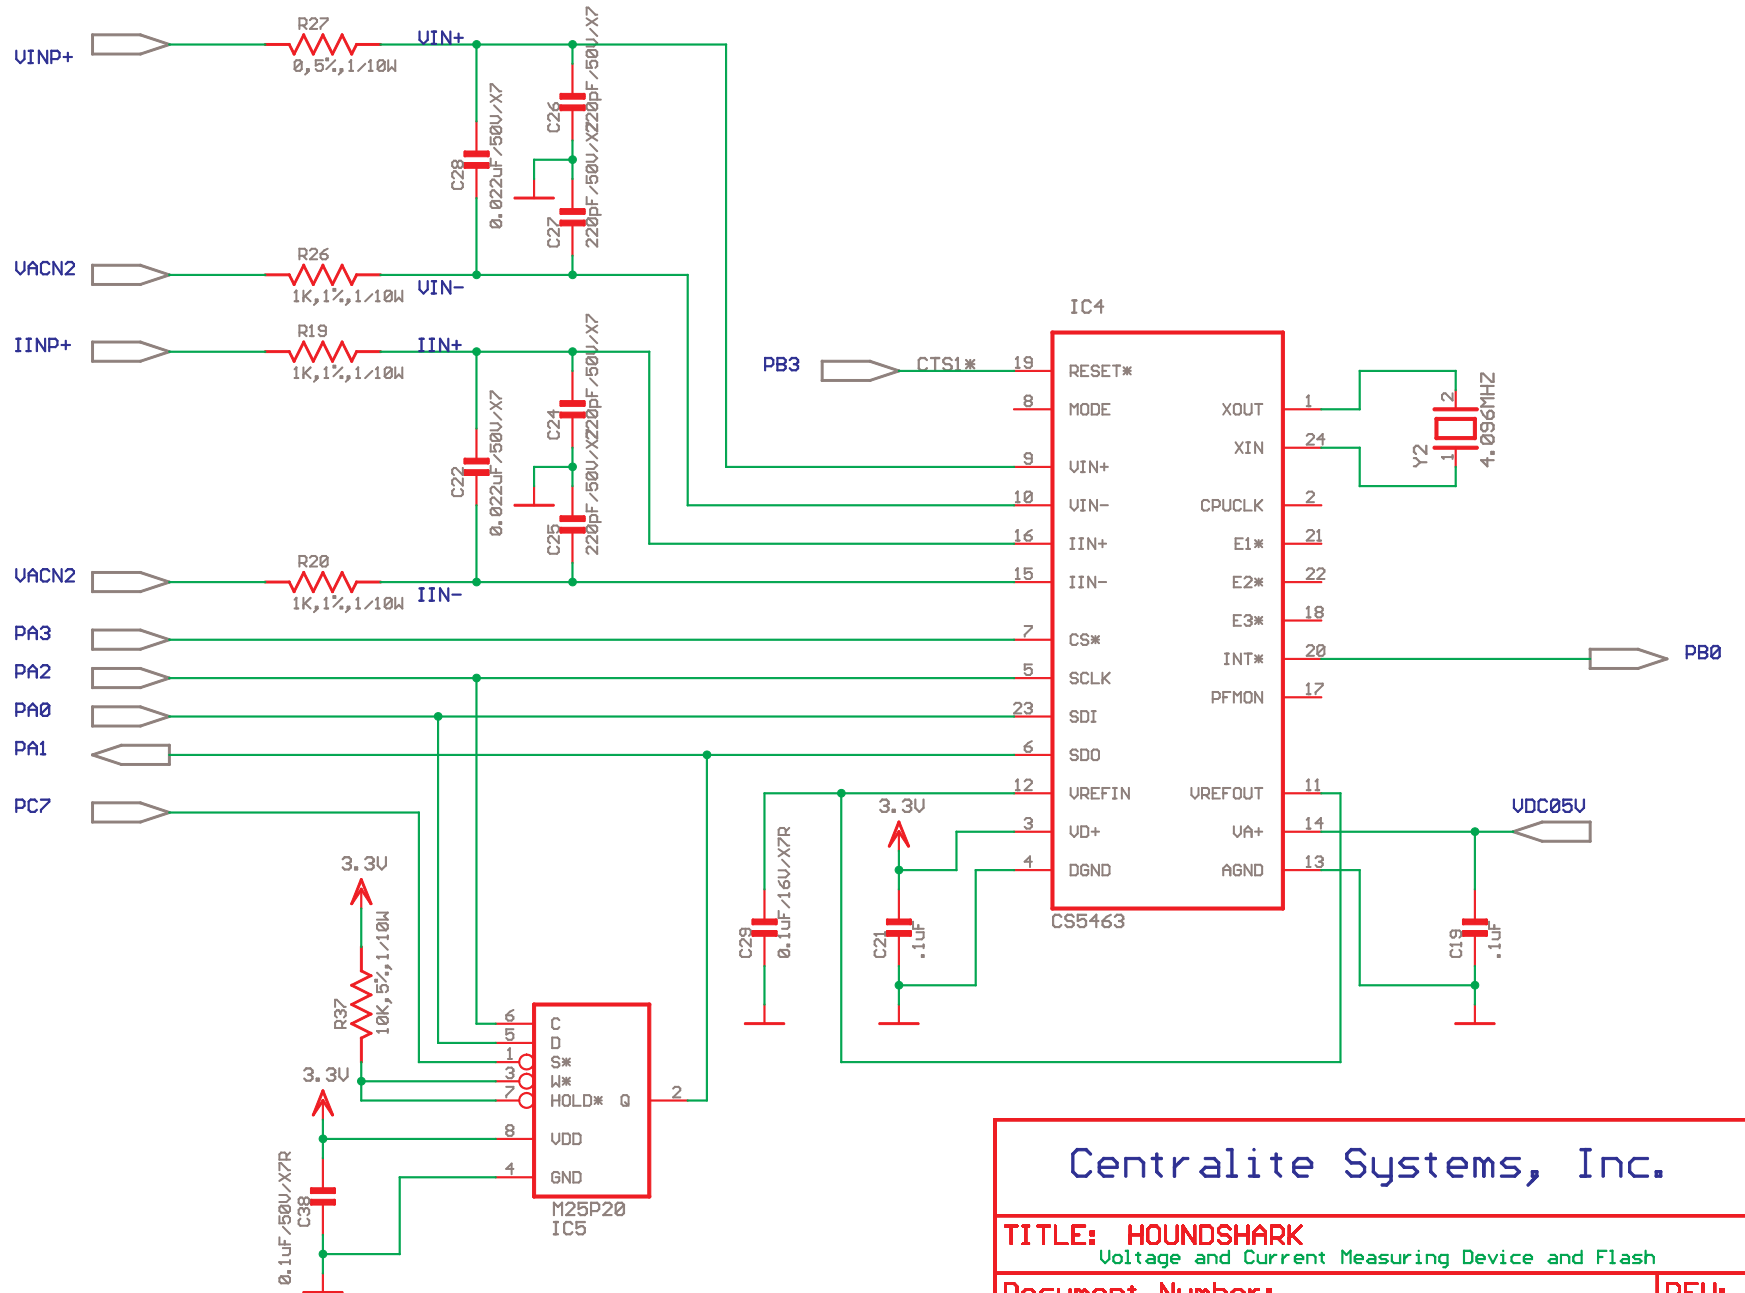 R27
VINP+
VIN+
0,5%,1/10W
C26
220pF/50V/X7
C28
0.022uF/50V/X7
C27
220pF/50V/X7
R26
VACN2
VIN-
1K,1%,1/10W
R19
IINP+
IIN+
1K,1%,1/10W
C24
220pF/50V/X7
C22
0.022uF/50V/X7
C25
220pF/50V/X7
R20
VACN2
IIN-
1K,1%,1/10W
PA3
PA2
PA0
PA1
PC7
IC4
PB3
CTS1*
19 RESET*
8 MODE
9 VIN+
10 VIN-
16 IIN+
15 IIN-
7 CS*
5 SCLK
23 SDI
6 SDO
12 VREFIN
3 VD+
4 DGND
XOUT 1
XIN 24
CPUCLK 2
E1* 21
E2* 22
E3* 18
INT* 20
PFMON 17
VREFOUT 11
VA+ 14
AGND 13
CS5463
2
1
Y2
4.096MHZ
PB0
VDC05V
C19
.1uF
3.3V
C21
.1uF
C29
0.1uF/16V/X7R
3.3V
R37
10K,5%,1/10W
3.3V
C38
0.1uF/50V/X7R
6 C
5 D
1 S*
3 W*
7 HOLD*
Q 2
8 VDD
4 GND
M25P20
IC5
Centralite Systems, Inc.
TITLE: HOUNDSHARK
Voltage and Current Measuring Device and Flash
Document Number:
REV: